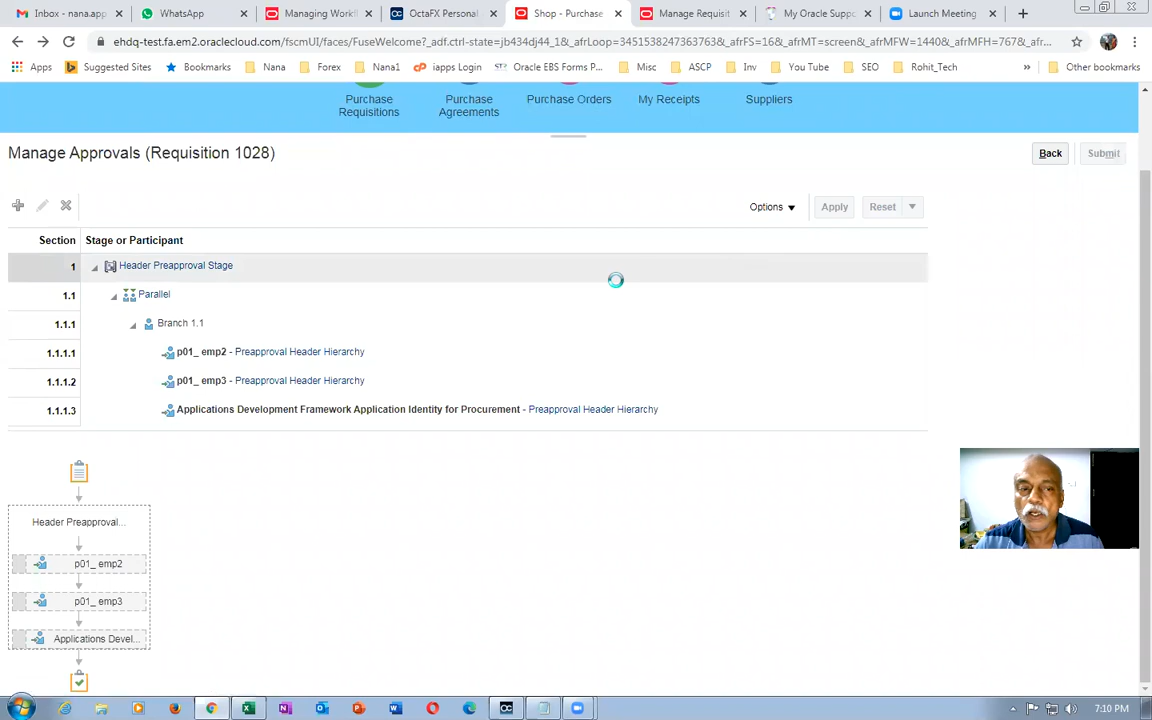 Inbox - nana.app
WhatsApp
Managing Workf
OctaFX Personal
Shop - Purchase
Manage Requisit
My Oracle Suppo
Launch Meeting
ehdq-test.fa.em2.oraclecloud.com/fscmUI/faces/FuseWelcome?_adf.ctrl-state=jb434dj44_1&_afrLoop=34515382473637​63&_afrFS=16&_afrMT=screen&_afrMFW=1440&_afrMFH=767&_afrDPI=...
Apps
Suggested Sites
Bookmarks
Nana
Forex
Nana1
iapps Login
Oracle EBS Forms P...
Misc
ASCP
Inv
You Tube
SEO
Rohit_Tech
»
Other bookmarks
Purchase
Requisitions
Purchase
Agreements
Purchase Orders
My Receipts
Suppliers
Manage Approvals (Requisition 1028)
Back
Submit
Options
Apply
Reset
Section Stage or Participant
1 Header Preapproval Stage
1.1 Parallel
1.1.1 Branch 1.1
1.1.1.1 p01_ emp2 - Preapproval Header Hierarchy
1.1.1.2 p01_ emp3 - Preapproval Header Hierarchy
1.1.1.3 Applications Development Framework Application Identity for Procurement - Preapproval Header Hierarchy
Header Preapproval...
p01_ emp2
p01_ emp3
Applications Devel...
7:10 PM